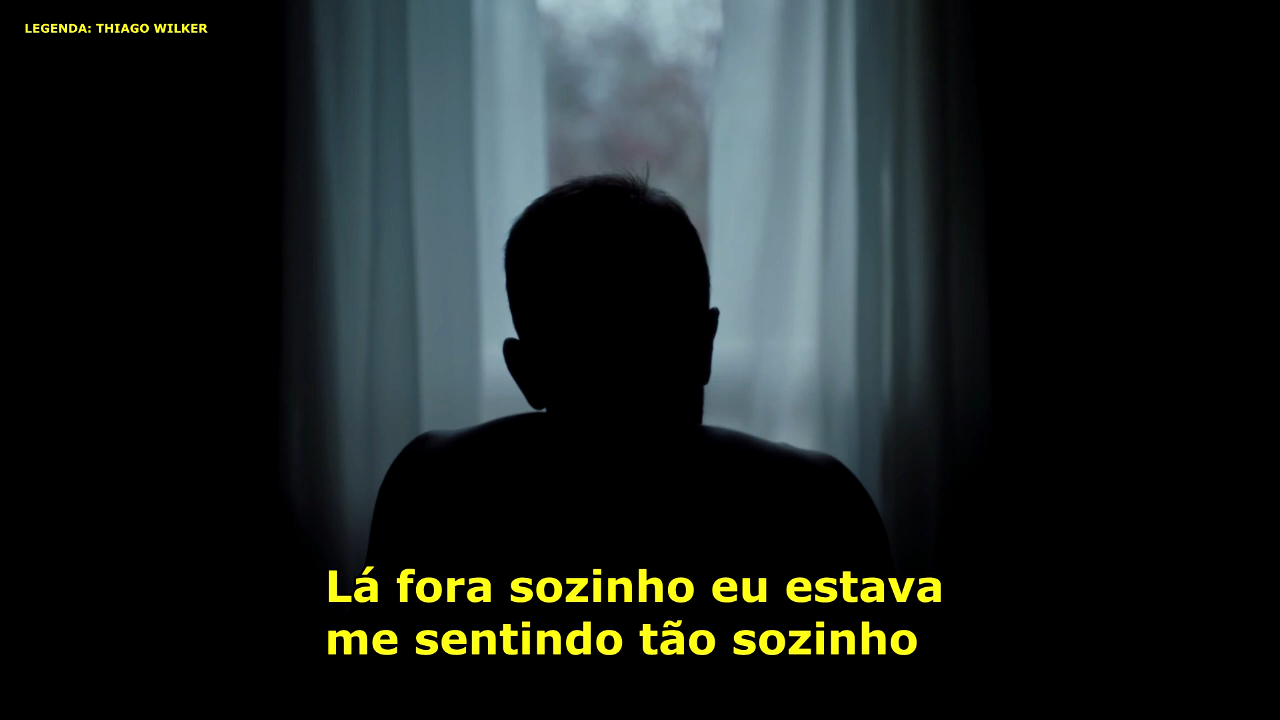 LEGENDA: THIAGO WILKER
Lá fora sozinho eu estava
me sentindo tão sozinho